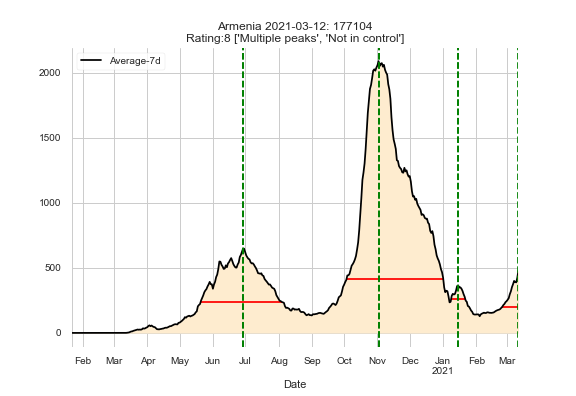 Armenia 2021-03-12: 177104
Rating:8 ['Multiple peaks', 'Not in control']
Average-7d
2000
1500
1000
500
0
Feb Mar Apr May Jun Jul Aug Sep Oct Nov Dec Jan Feb Mar
2021
Date